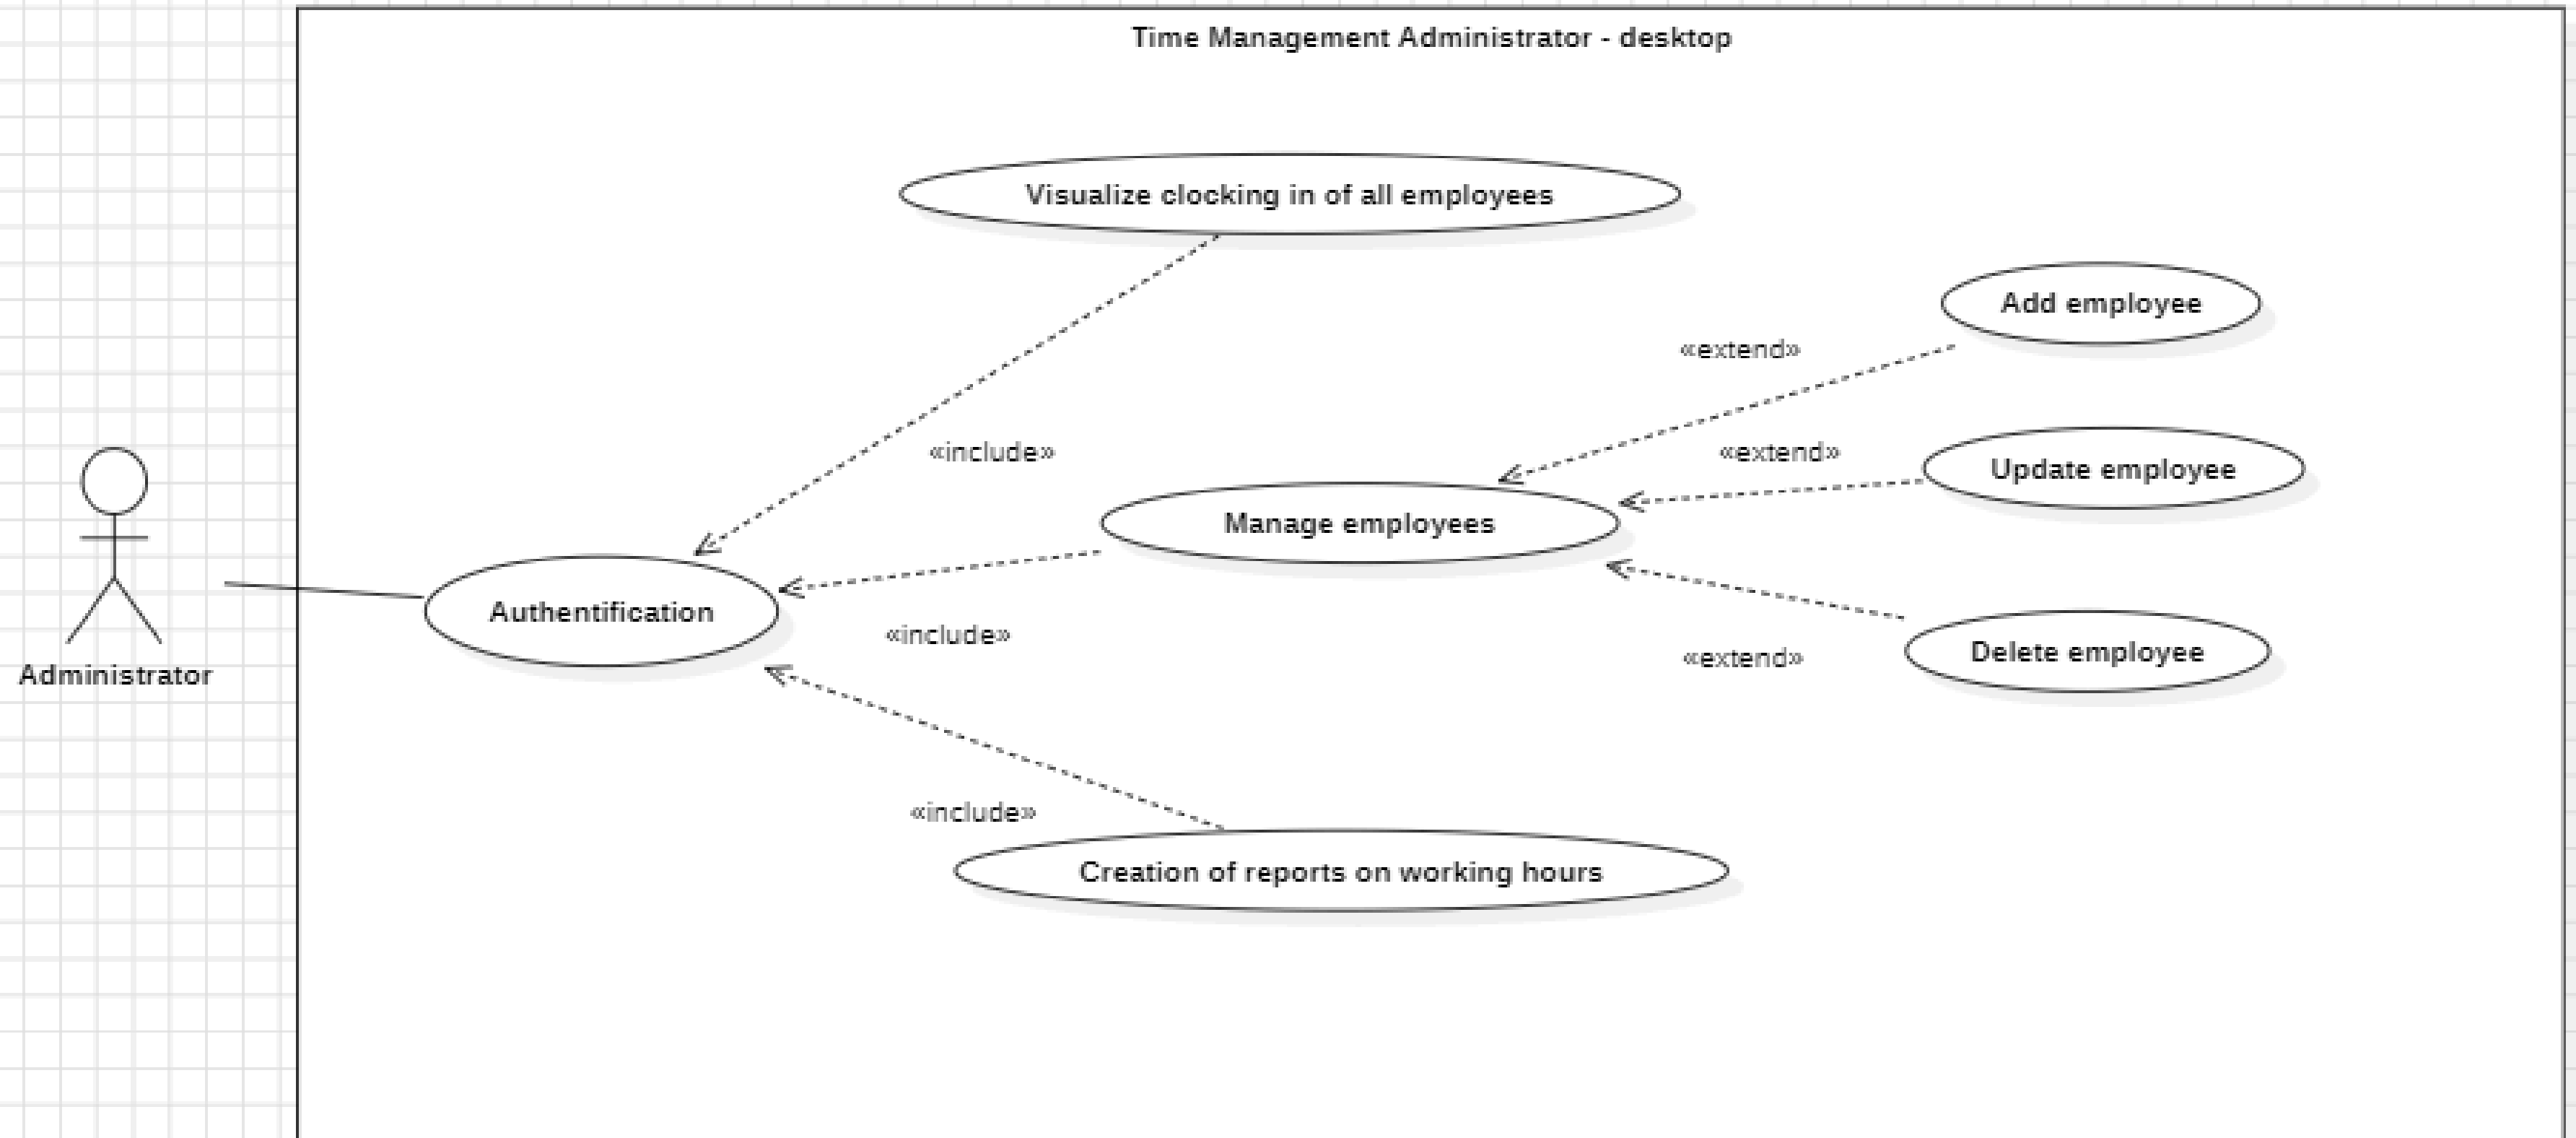 Time Management Administrator - desktop
Visualize clocking in of all employees
Add employee
«extend»
«include»
«extend»
Update employee
Manage employees
Authentification
«include»
Delete employee
«extend»
Administrator
«include»
Creation of reports on working hours